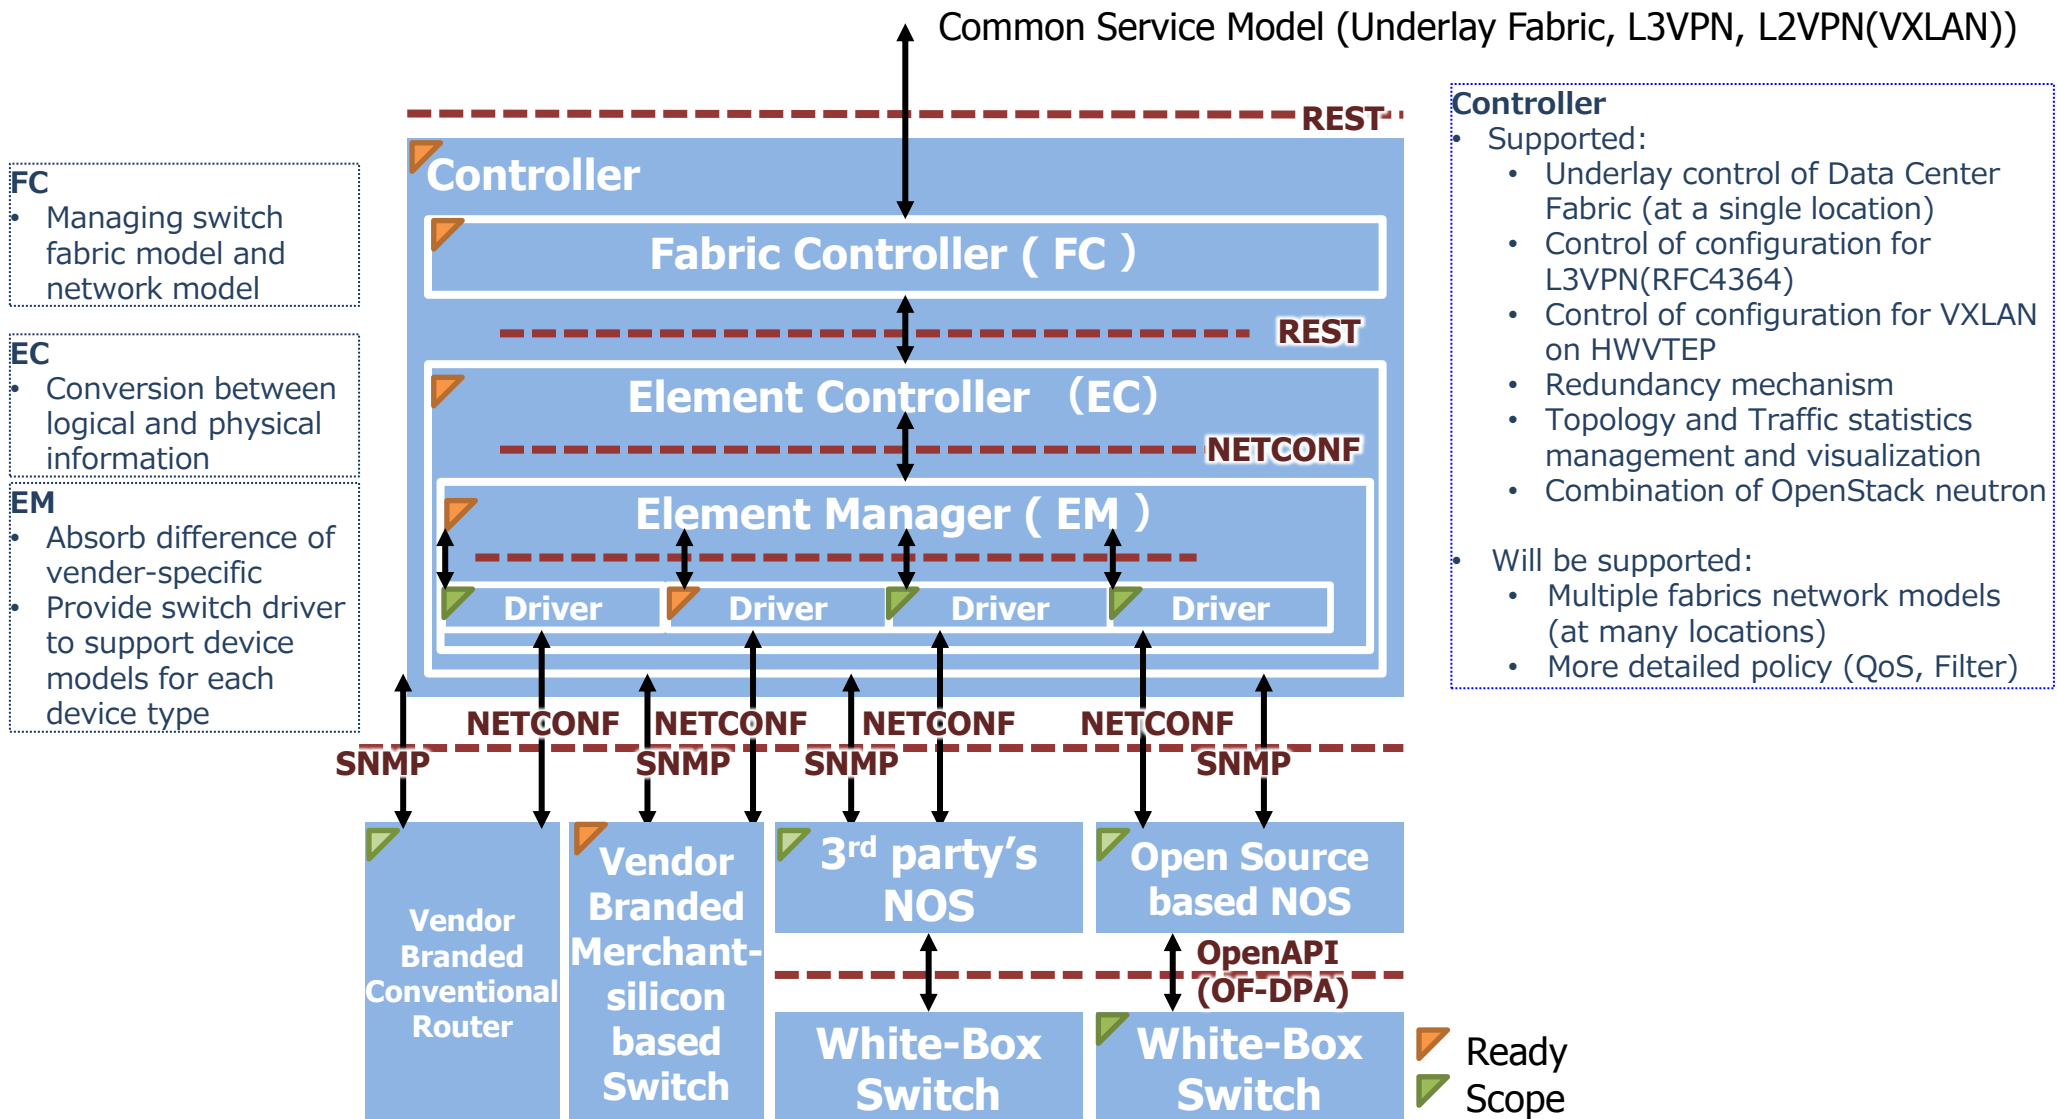 Common Service Model (Underlay Fabric, L3VPN, L2VPN(VXLAN))
REST
Controller
Fabric Controller ( FC ）
REST
Element Controller （EC）
NETCONF
Element Manager ( EM ）
Driver
Driver
Driver
Driver
NETCONF
NETCONF
NETCONF
NETCONF
SNMP
SNMP
SNMP
SNMP
Vendor
Branded
Conventional
Router
Vendor
Branded
Merchant-
silicon
based
Switch
3rd party’s
NOS
Open Source
based NOS
OpenAPI
(OF-DPA)
White-Box
Switch
White-Box
Switch
Ready
Scope
FC
• Managing switch
fabric model and
network model
EC
• Conversion between
logical and physical
information
EM
• Absorb difference of
vender-specific
• Provide switch driver
to support device
models for each
device type
Controller
• Supported:
• Underlay control of Data Center
Fabric (at a single location)
• Control of configuration for
L3VPN(RFC4364)
• Control of configuration for VXLAN
on HWVTEP
• Redundancy mechanism
• Topology and Traffic statistics
management and visualization
• Combination of OpenStack neutron
• Will be supported:
• Multiple fabrics network models
(at many locations)
• More detailed policy (QoS, Filter)